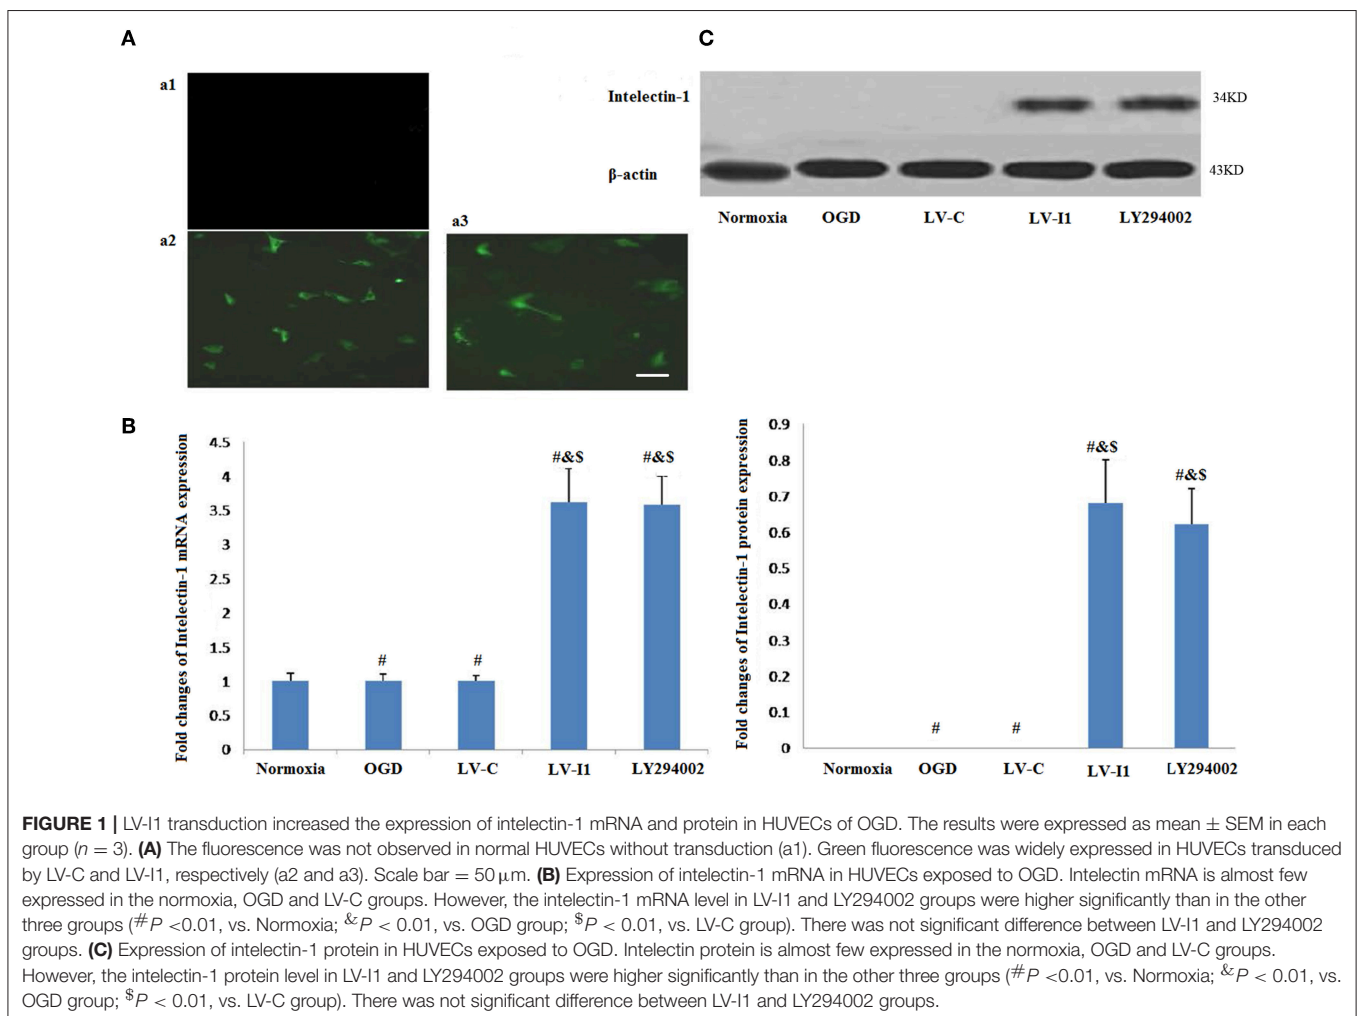 A
a1
a2
a3
C
Intelectin-1
34KD
β-actin
43KD
Normoxia OGD LV-C LV-I1 LY294002
B
Fold changes of Intelectin-1 mRNA expression
4.5
4
3.5
3
2.5
2
1.5
1
0.5
0
# # #&$ #&$
Normoxia OGD LV-C LV-I1 LY294002
Fold changes of Intelectin-1 protein expression
0.9
0.8
0.7
0.6
0.5
0.4
0.3
0.2
0.1
0
# # #&$ #&$
Normoxia OGD LV-C LV-I1 LY294002
FIGURE 1 | LV-I1 transduction increased the expression of intelectin-1 mRNA and protein in HUVECs of OGD. The results were expressed as mean ± SEM in each
group (n = 3). (A) The fluorescence was not observed in normal HUVECs without transduction (a1). Green fluorescence was widely expressed in HUVECs transduced
by LV-C and LV-I1, respectively (a2 and a3). Scale bar = 50 μm. (B) Expression of intelectin-1 mRNA in HUVECs exposed to OGD. Intelectin mRNA is almost few
expressed in the normoxia, OGD and LV-C groups. However, the intelectin-1 mRNA level in LV-I1 and LY294002 groups were higher significantly than in the other
three groups (#P <0.01, vs. Normoxia; &P < 0.01, vs. OGD group; $P < 0.01, vs. LV-C group). There was not significant difference between LV-I1 and LY294002
groups. (C) Expression of intelectin-1 protein in HUVECs exposed to OGD. Intelectin protein is almost few expressed in the normoxia, OGD and LV-C groups.
However, the intelectin-1 protein level in LV-I1 and LY294002 groups were higher significantly than in the other three groups (#P <0.01, vs. Normoxia; &P < 0.01, vs.
OGD group; $P < 0.01, vs. LV-C group). There was not significant difference between LV-I1 and LY294002 groups.